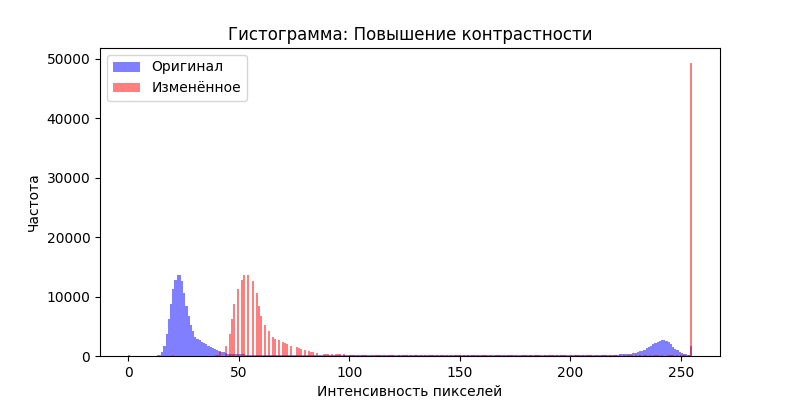 Гистограмма: Повышение контрастности
Оригинал
Изменённое
Частота
50000
40000
30000
20000
10000
0
0 50 100 150 200 250
Интенсивность пикселей